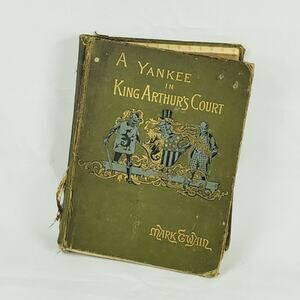 A YANKEE
IN
KING ARTHUR'S COURT
MARK TWAIN